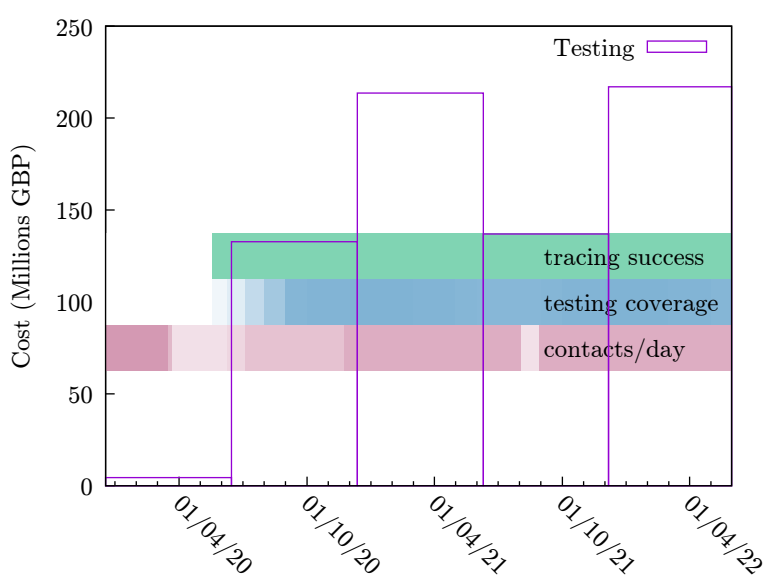 250
Testing
200
Cost (Millions GBP)
150
tracing success
100
testing coverage
contacts/day
50
0
01/04/20
01/10/20
01/04/21
01/10/21
01/04/22